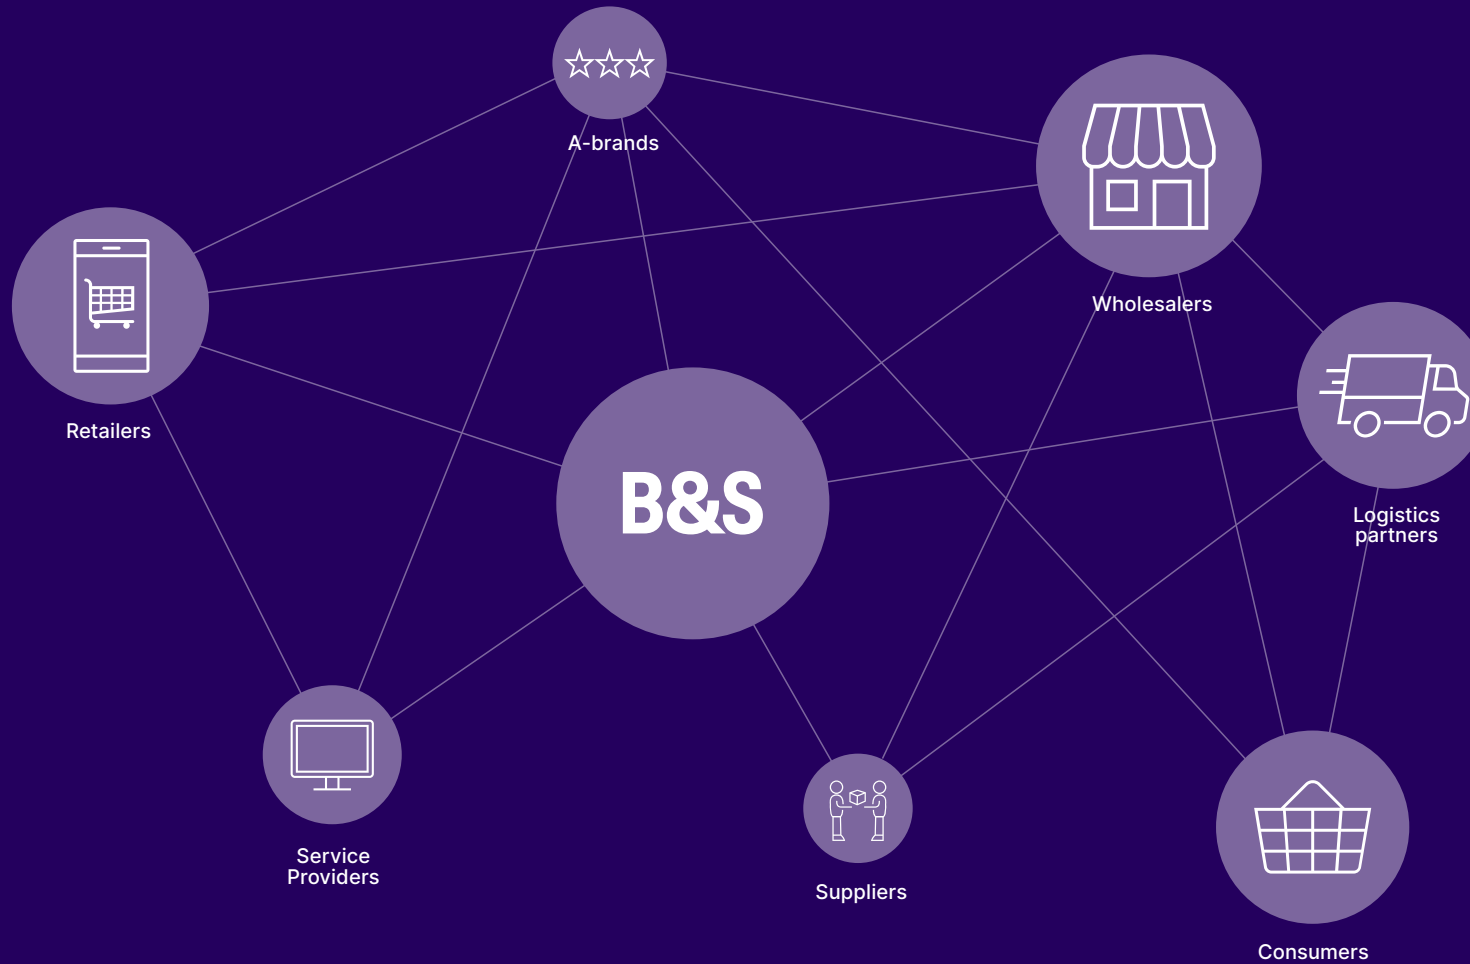 A-brands
Wholesalers
Retailers
B&S
Logistics
partners
Service
Providers
Suppliers
Consumers